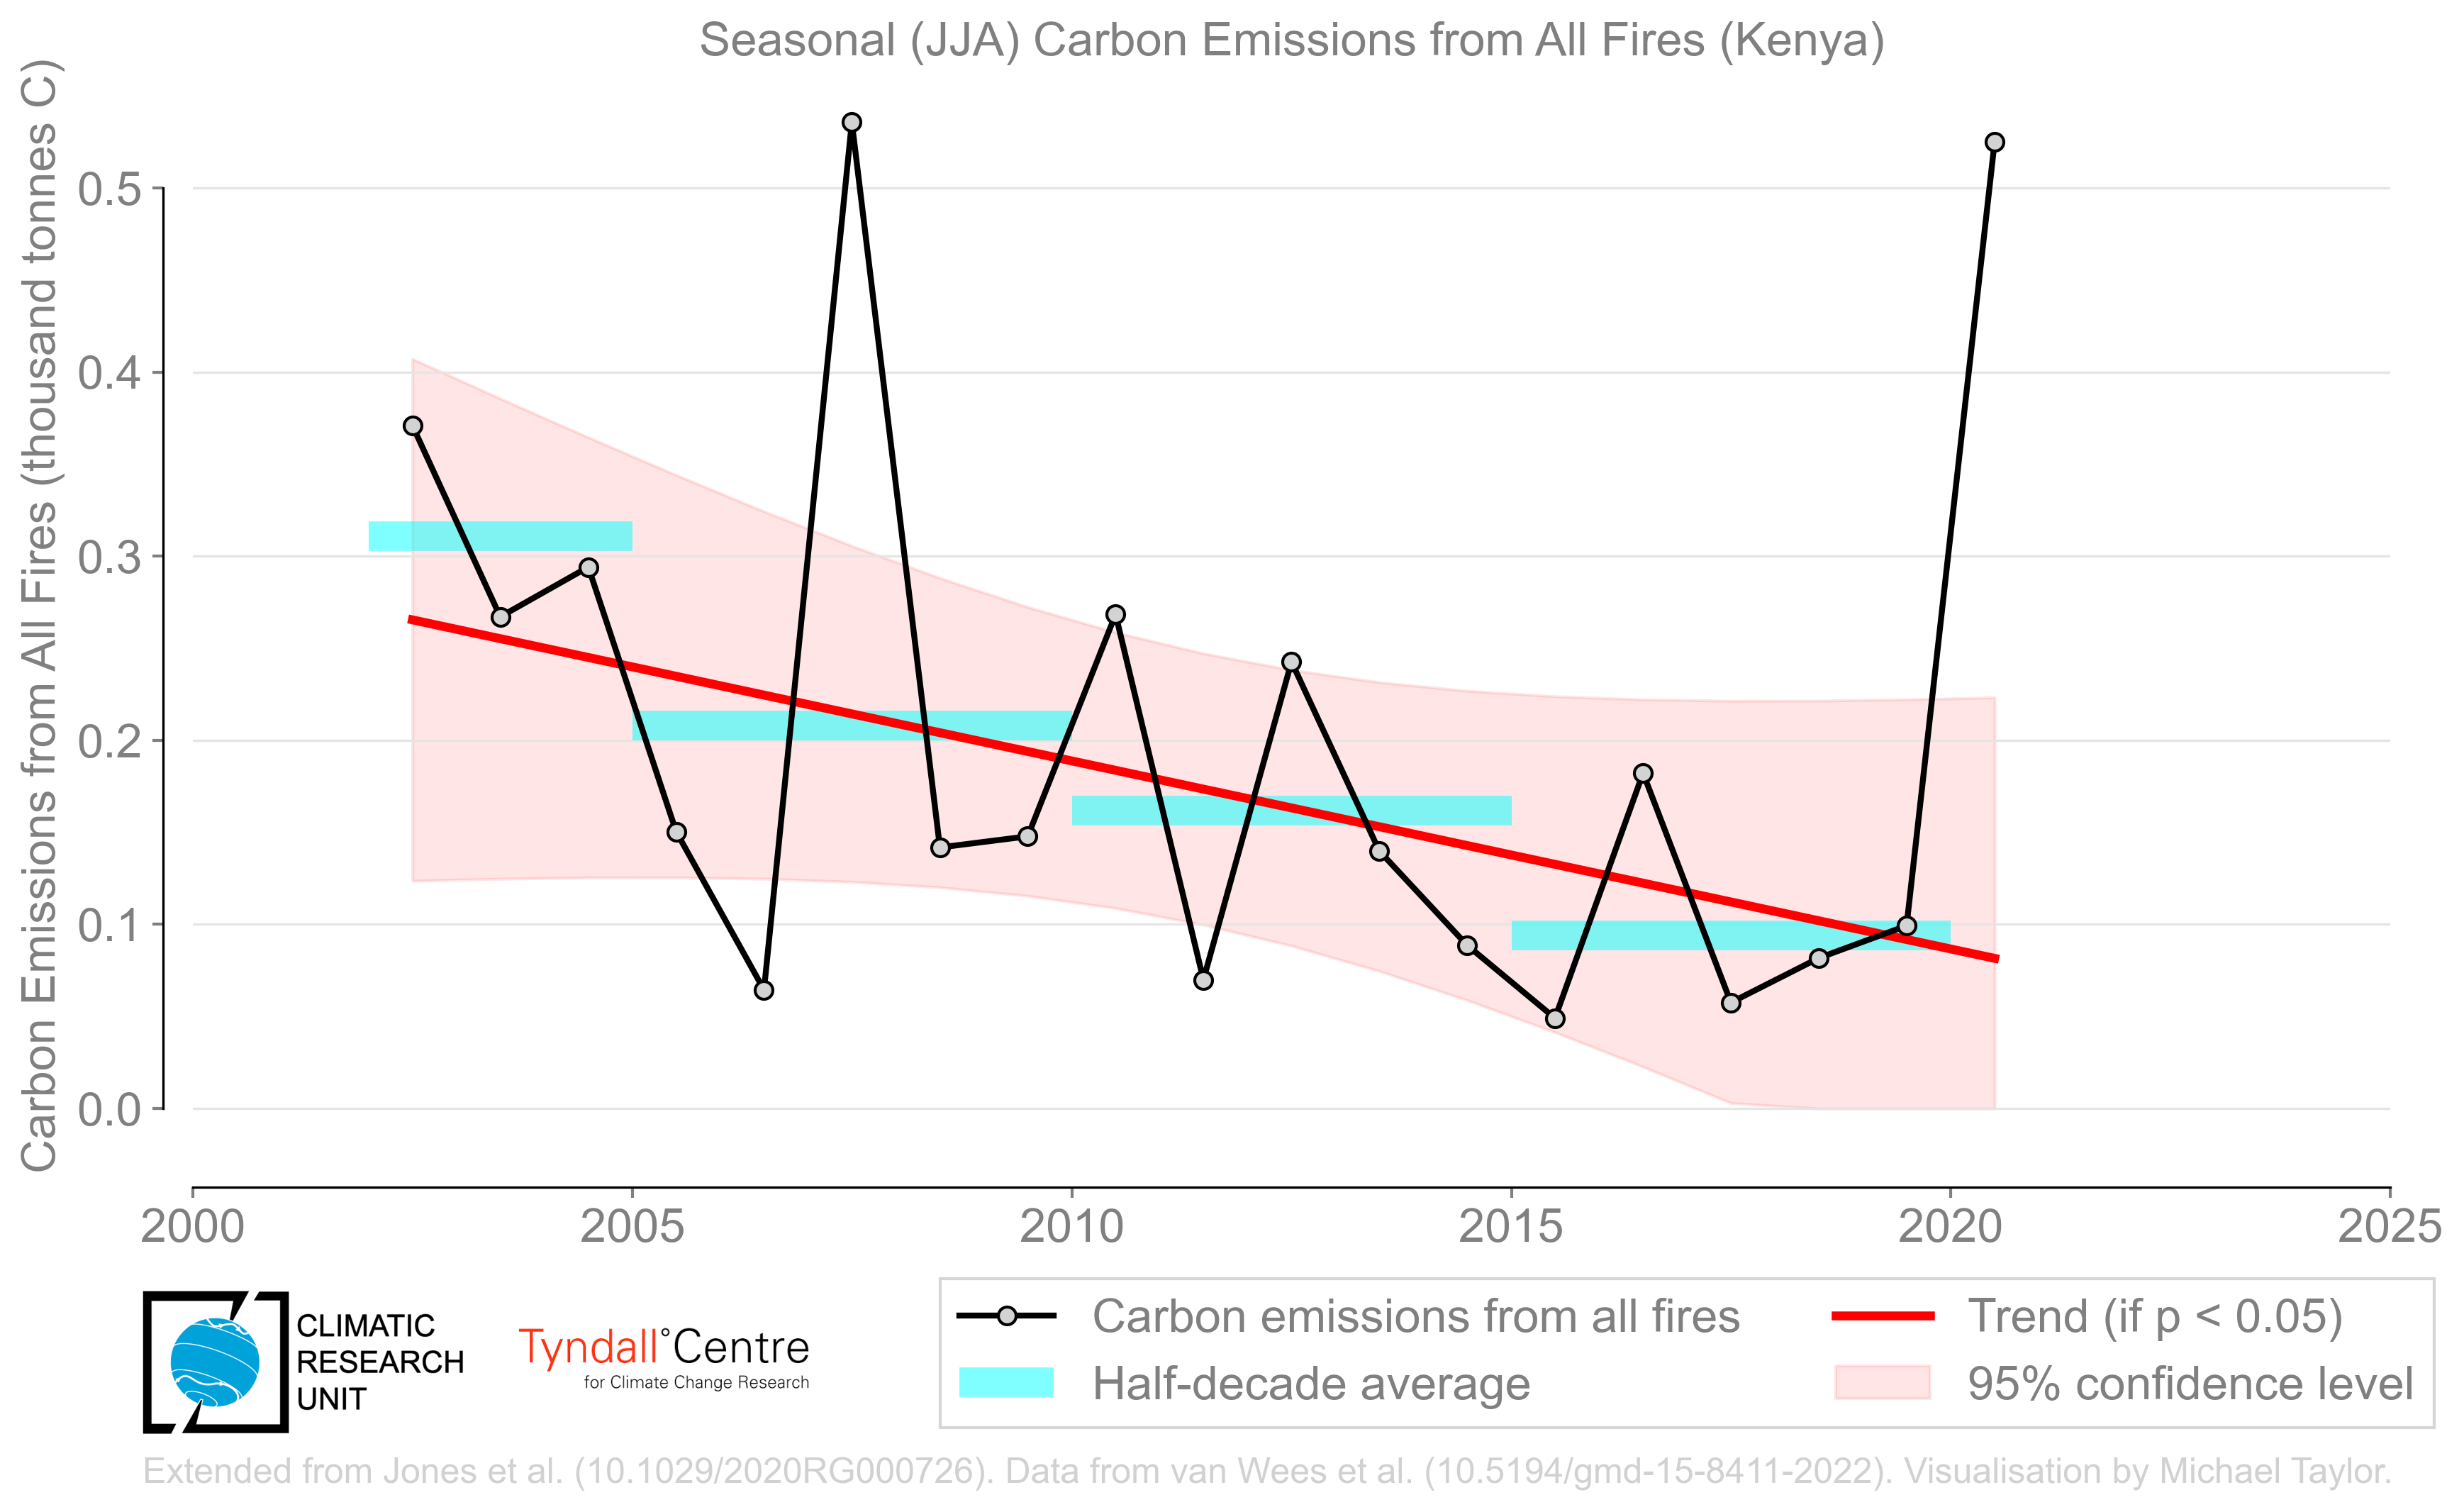 Seasonal (JJA) Carbon Emissions from All Fires (Kenya)
Carbon Emissions from All Fires (thousand tonnes C)
0.5
0.4
0.3
0.2
0.1
0.0
2000 2005 2010 2015 2020 2025
CLIMATIC
RESEARCH
UNIT
Tyndall°Centre
for Climate Change Research
Carbon emissions from all fires
Half-decade average
Trend (if p < 0.05)
95% confidence level
Extended from Jones et al. (10.1029/2020RG000726). Data from van Wees et al. (10.5194/gmd-15-8411-2022). Visualisation by Michael Taylor.